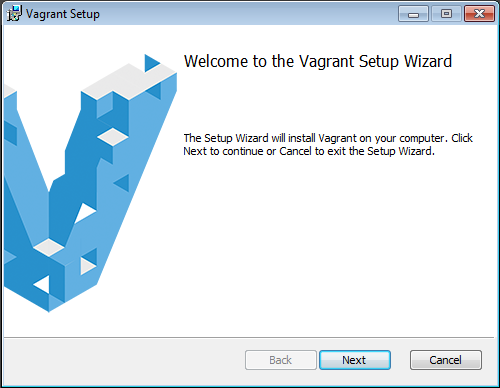 Vagrant Setup
Welcome to the Vagrant Setup Wizard
The Setup Wizard will install Vagrant on your computer. Click
Next to continue or Cancel to exit the Setup Wizard.
Back
Next
Cancel